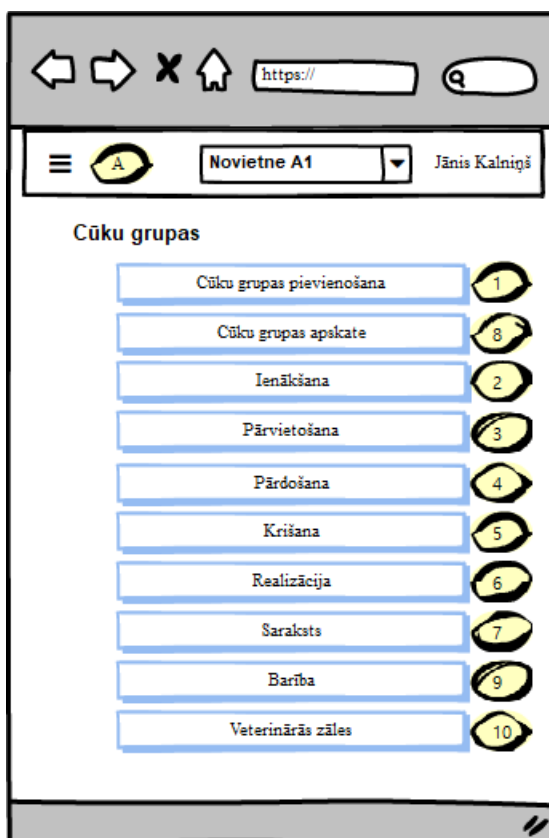 https://
A
Novietne A1
Jānis Kalniņš
Cūku grupas
Cūku grupas pievienošana 1
Cūku grupas apskate 8
Ienākšana 2
Pārvietošana 3
Pārdošana 4
Krišana 5
Realizācija 6
Saraksts 7
Barība 9
Veterinārās zāles 10